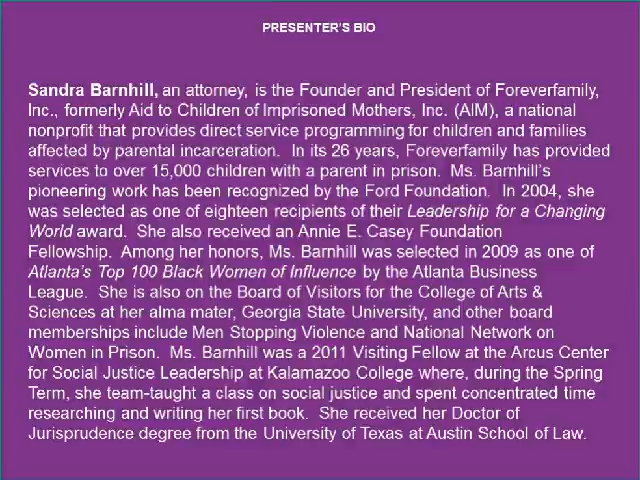 PRESENTER'S BIO
Sandra Barnhill, an attorney, is the Founder and President of Foreverfamily,
Inc., formerly Aid to Children of Imprisoned Mothers, Inc. (AIM), a national
nonprofit that provides direct service programming for children and families
affected by parental incarceration.  In its 26 years, Foreverfamily has provided
services to over 15,000 children with a parent in prison.  Ms. Barnhill's
pioneering work has been recognized by the Ford Foundation.  In 2004, she
was selected as one of eighteen recipients of their Leadership for a Changing
World award.  She also received an Annie E. Casey Foundation
Fellowship.  Among her honors, Ms. Barnhill was selected in 2009 as one of
Atlanta's Top 100 Black Women of Influence by the Atlanta Business
League.  She is also on the Board of Visitors for the College of Arts &
Sciences at her alma mater, Georgia State University, and other board
memberships include Men Stopping Violence and National Network on
Women in Prison.  Ms. Barnhill was a 2011 Visiting Fellow at the Arcus Center
for Social Justice Leadership at Kalamazoo College where, during the Spring
Term, she team-taught a class on social justice and spent concentrated time
researching and writing her first book.  She received her Doctor of
Jurisprudence degree from the University of Texas at Austin School of Law.